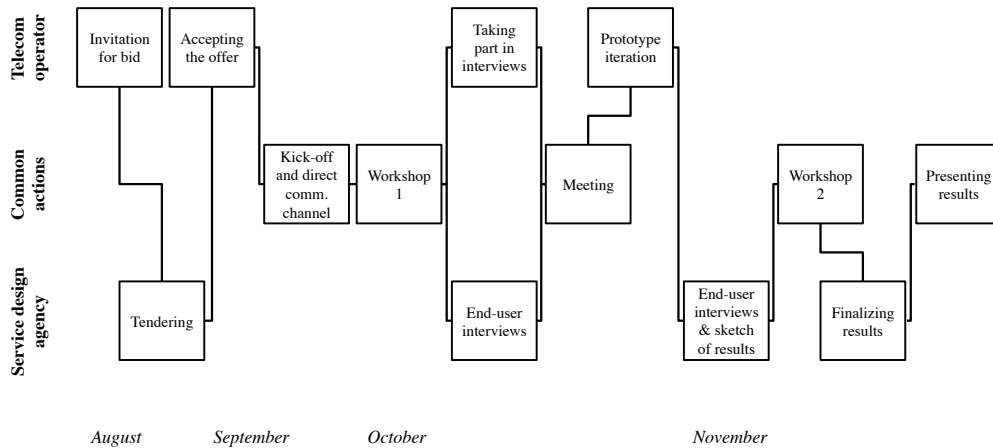 Telecom
operator
Invitation
for bid
Accepting
the offer
Taking
part in
interviews
Prototype
iteration
Common
actions
Kick-off
and direct
comm.
channel
Workshop
1
Meeting
Workshop
2
Presenting
results
Service design
agency
Tendering
End-user
interviews
End-user
interviews
& sketch
of results
Finalizing
results
August
September
October
November